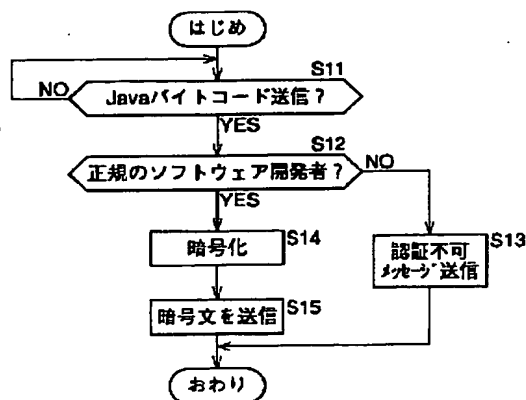 はじめ
S11
NO
Javaバイトコード送信？
YES
S12
正規のソフトウェア開発者？
NO
YES
S14
暗号化
S13
認証不可
メッセージ送信
S15
暗号文を送信
おわり